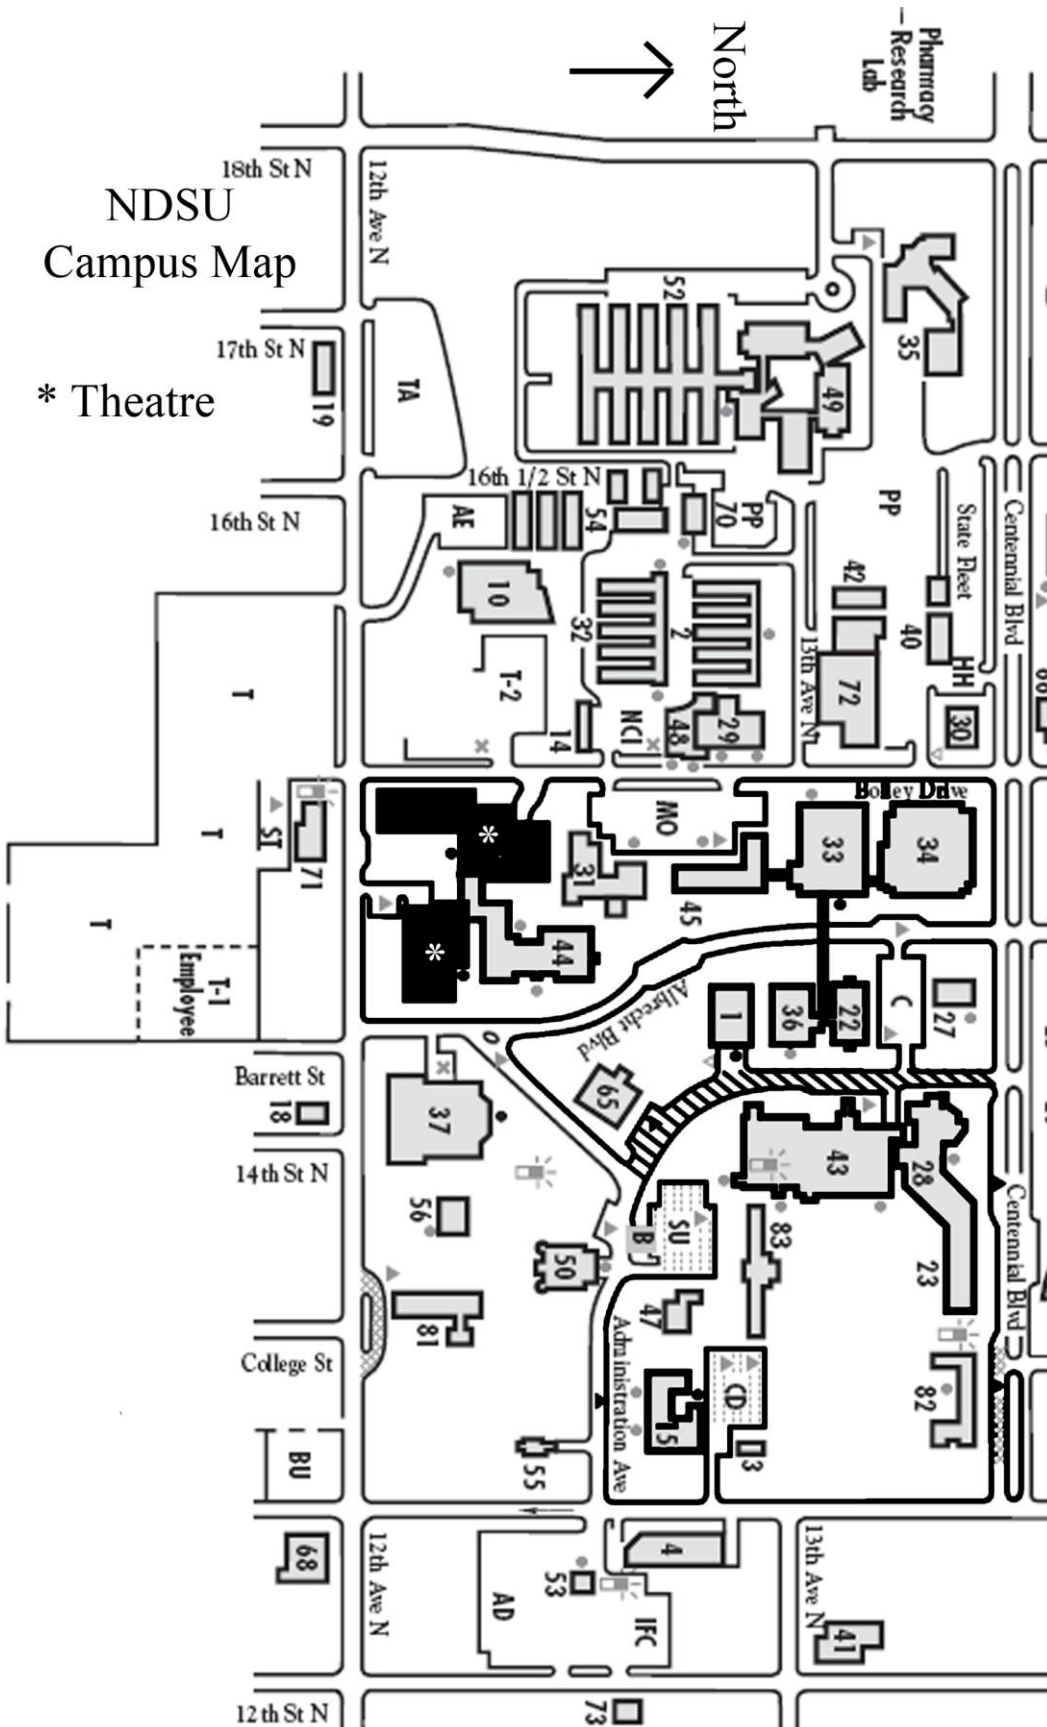 North
Pharmacy
Research
Lab
18th St N
12th Ave N
NDSU
Campus Map
52
35
17th St N
* Theatre
19
TA
49
16th 1/2 St N
16th St N
AE
54
70
PP
PP
State Fleet
Centennial Blvd
42
10
32
2
40
HH
13th Ave N
T
T-2
72
66
14
NCI
48
29
30
Bolley Drive
T
ST
71
*
MO
31
33
34
45
T
T-1
Employee
*
44
Albrecht Blvd
1
36
22
C
27
O
Barrett St
18
37
65
43
28
14th St N
56
SU
B
83
Centennial Blvd
50
23
47
81
College St
Administration Ave
CD
82
15
3
BU
55
68
12th Ave N
4
53
AD
IFC
13th Ave N
41
12th St N
73